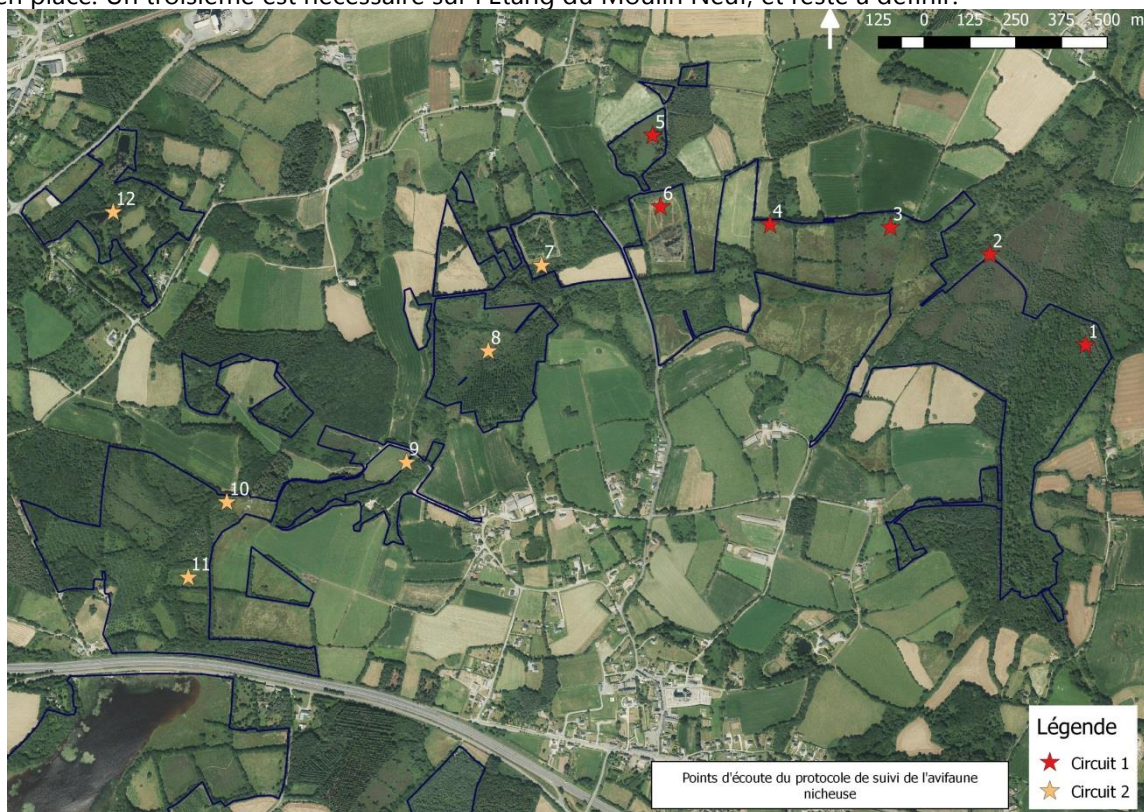 en place. Un troisième est nécessaire sur l'Etang du Moulin Neuf, et reste à définir.
125 0 125 250 375 500 m
5
12
6
4
3
2
7
8
1
9
10
11
Légende
Circuit 1
Circuit 2
Points d'écoute du protocole de suivi de l'avifaune
nicheuse